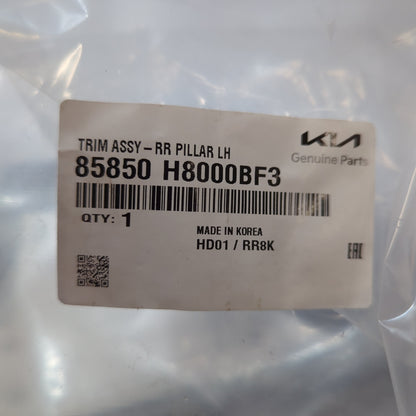 TRIM ASSY-RR PILLAR LH
KIA
Genuine Parts
85850 H8000BF3
QTY: 1
MADE IN KOREA
HD01 / RR8K
EAC